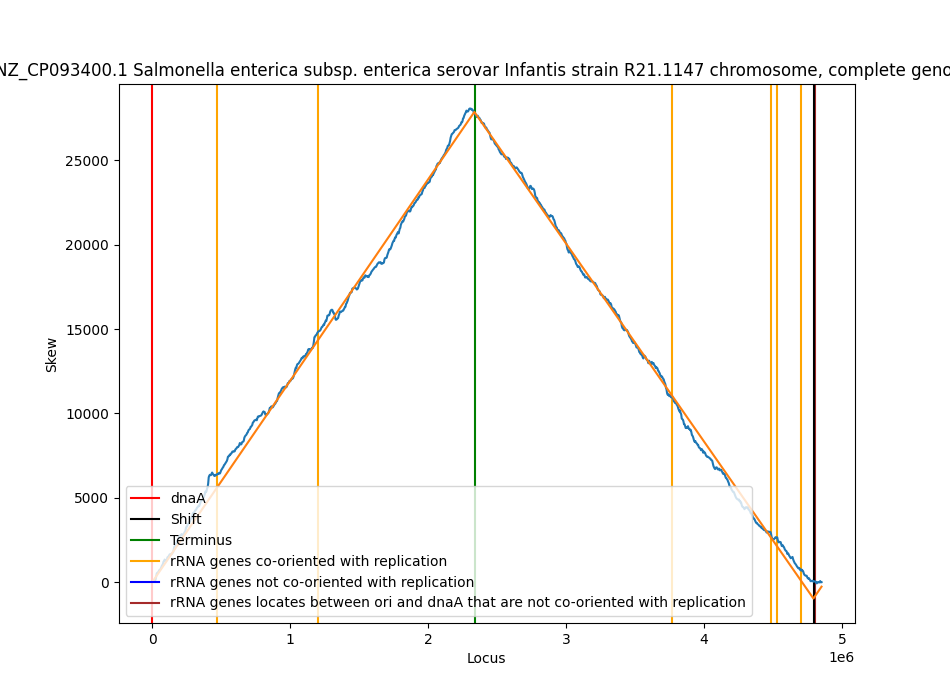 NZ_CP093400.1 Salmonella enterica subsp. enterica serovar Infantis strain R21.1147 chromosome, complete geno
Skew
25000
20000
15000
10000
5000
0
dnaA
Shift
Terminus
rRNA genes co-oriented with replication
rRNA genes not co-oriented with replication
rRNA genes locates between ori and dnaA that are not co-oriented with replication
0 1 2 3 4 5
1e6
Locus